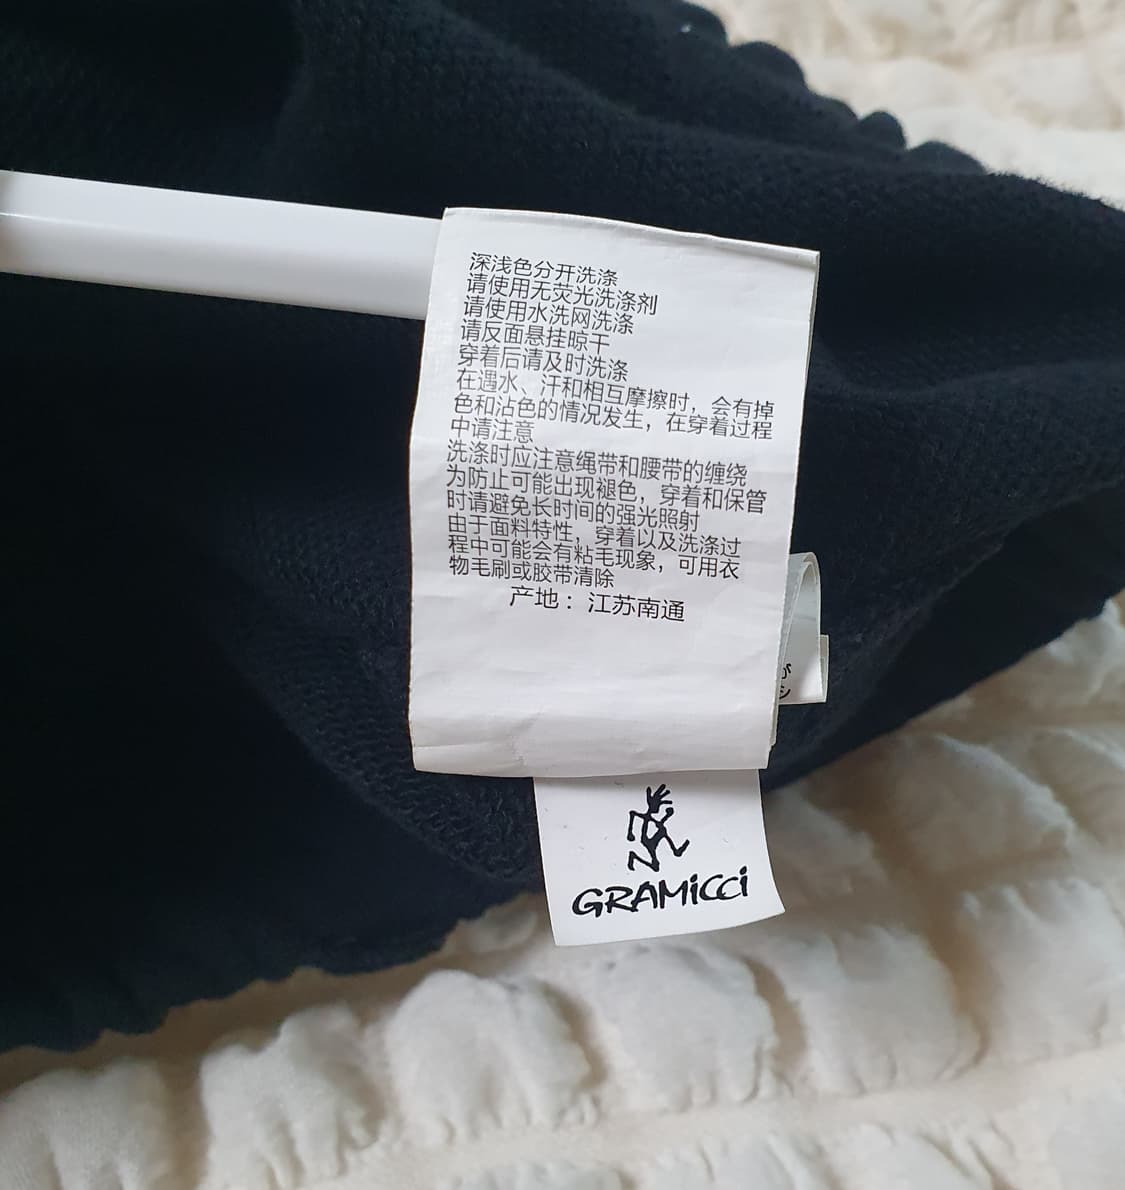 深浅色分开洗涤
请使用无荧光洗涤剂
请使用水洗网洗涤
请反面悬挂晾干
穿着后请及时洗涤
在遇水、汗和相互摩擦时，会有掉
色和沾色的情况发生，在穿着过程
中请注意
洗涤时应注意绳带和腰带的缠绕
为防止可能出现褪色，穿着和保管
时请避免长时间的强光照射
由于面料特性，穿着以及洗涤过
程中可能会有粘毛现象，可用衣
物毛刷或胶带清除
产地：江苏南通
GRAMiCCi